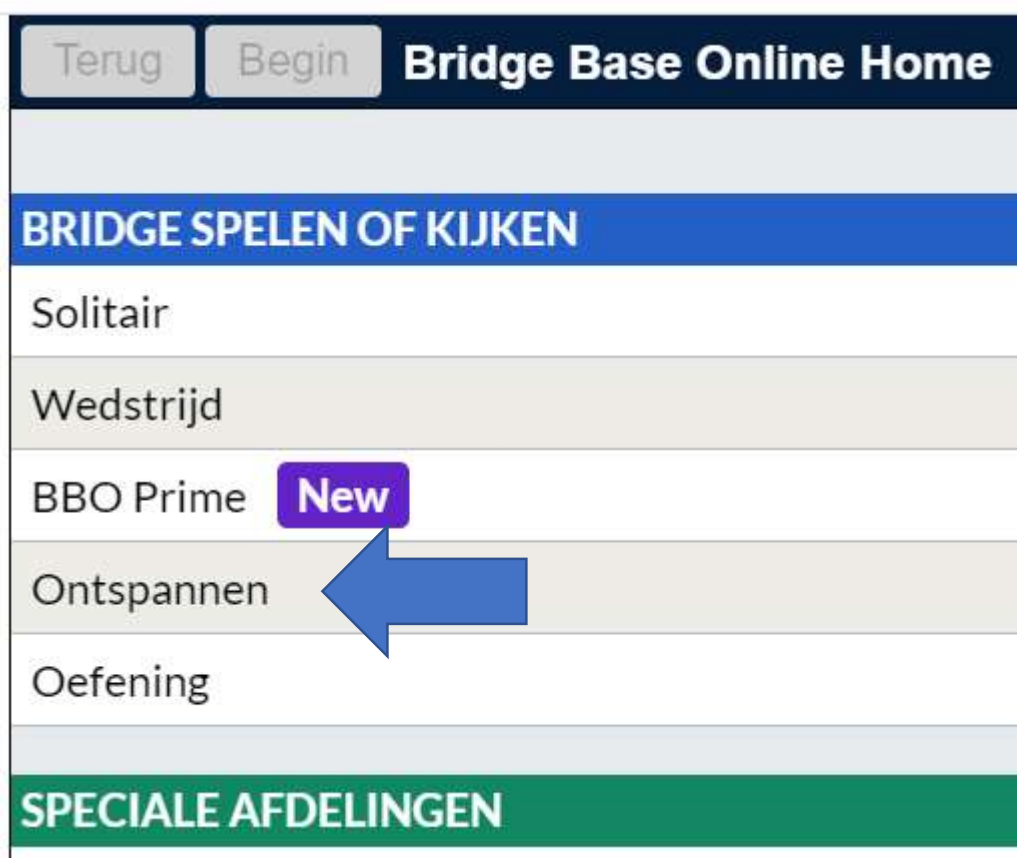 Terug Begin Bridge Base Online Home
BRIDGE SPELEN OF KIJKEN
Solitair
Wedstrijd
BBO Prime New
Ontspannen
Oefening
SPECIALE AFDELINGEN